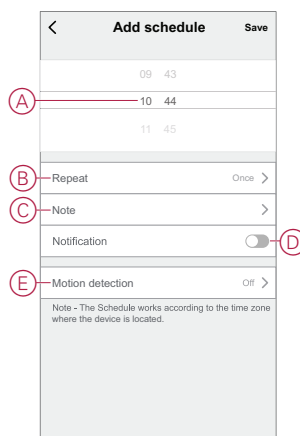 Add schedule Save
09 43
A 10 44
11 45
B Repeat Once
C Note
Notification D
E Motion detection Off
Note - The Schedule works according to the time zone
where the device is located.